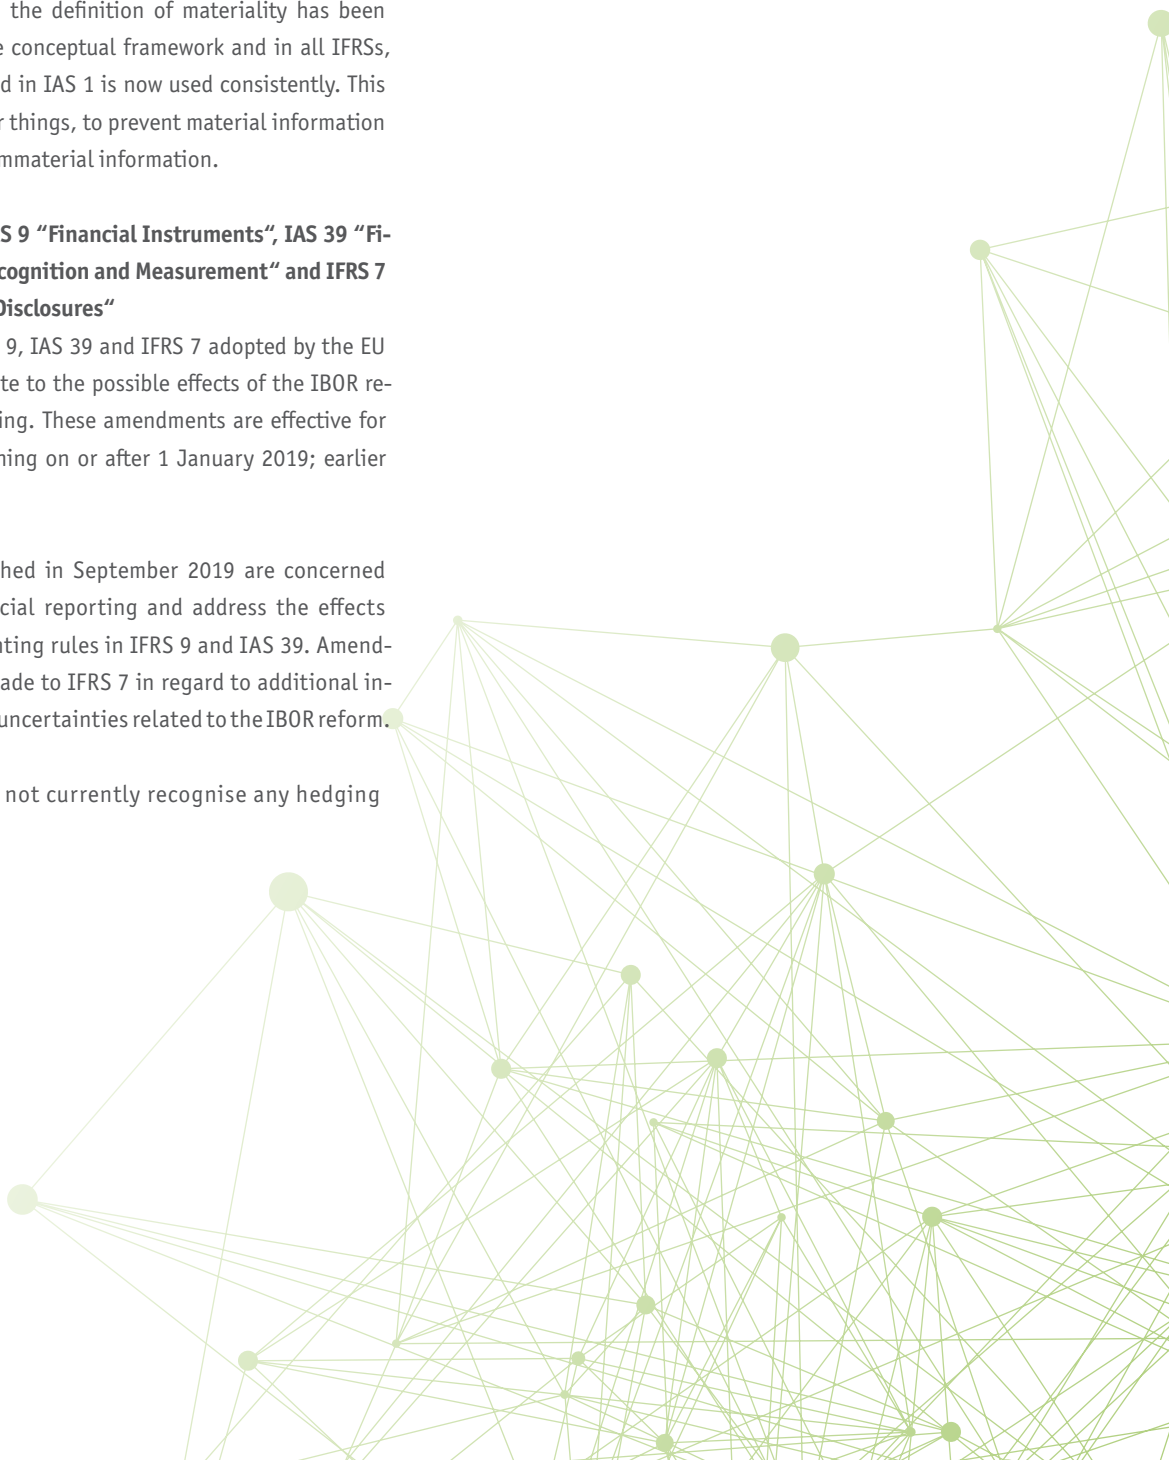 the definition of materiality has been
conceptual framework and in all IFRSs,
d in IAS 1 is now used consistently. This
things, to prevent material information
mmaterial information.
S 9 “Financial Instruments“, IAS 39 “Fi-
cognition and Measurement“ and IFRS 7
Disclosures“
9, IAS 39 and IFRS 7 adopted by the EU
te to the possible effects of the IBOR re-
ing. These amendments are effective for
ning on or after 1 January 2019; earlier
hed in September 2019 are concerned
cial reporting and address the effects
nting rules in IFRS 9 and IAS 39. Amend-
ade to IFRS 7 in regard to additional in-
uncertainties related to the IBOR reform.
not currently recognise any hedging